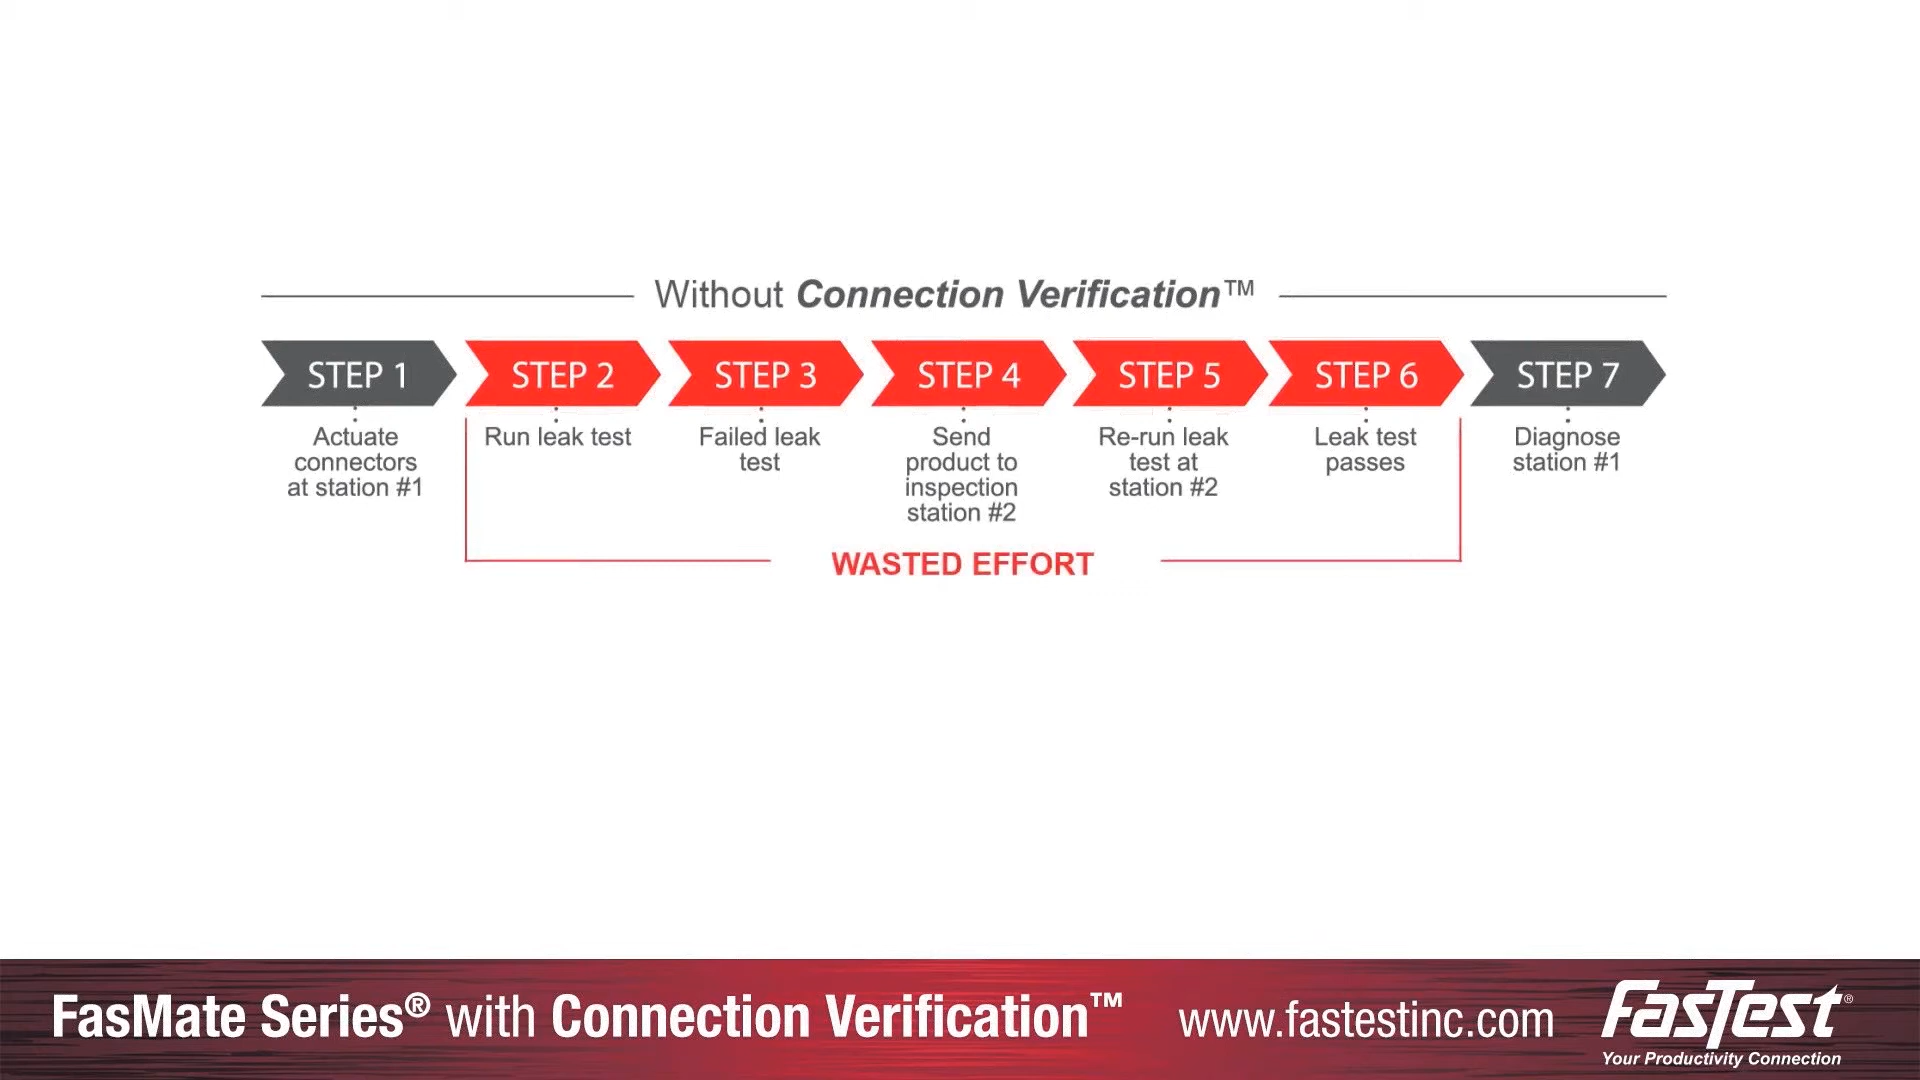 Without Connection Verification™
STEP 1
STEP 2
STEP 3
STEP 4
STEP 5
STEP 6
STEP 7
Actuate
connectors
at station #1
Run leak test
Failed leak
test
Send
product to
inspection
station #2
Re-run leak
test at
station #2
Leak test
passes
Diagnose
station #1
WASTED EFFORT
FasMate Series® with Connection Verification™
www.fastestinc.com
FasTest®
Your Productivity Connection